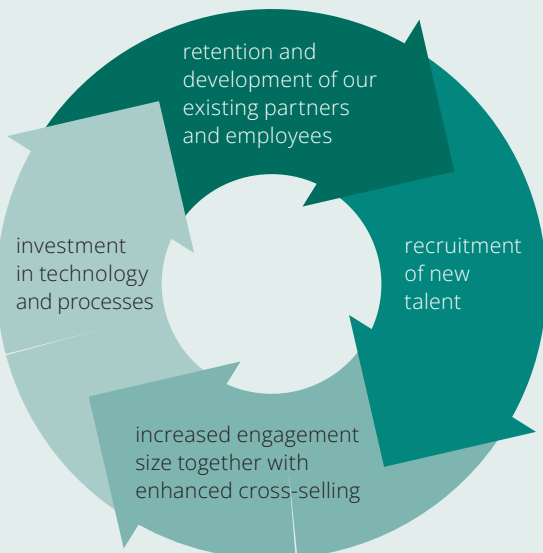 retention and
development of our
existing partners
and employees
recruitment
of new
talent
increased engagement
size together with
enhanced cross-selling
investment
in technology
and processes